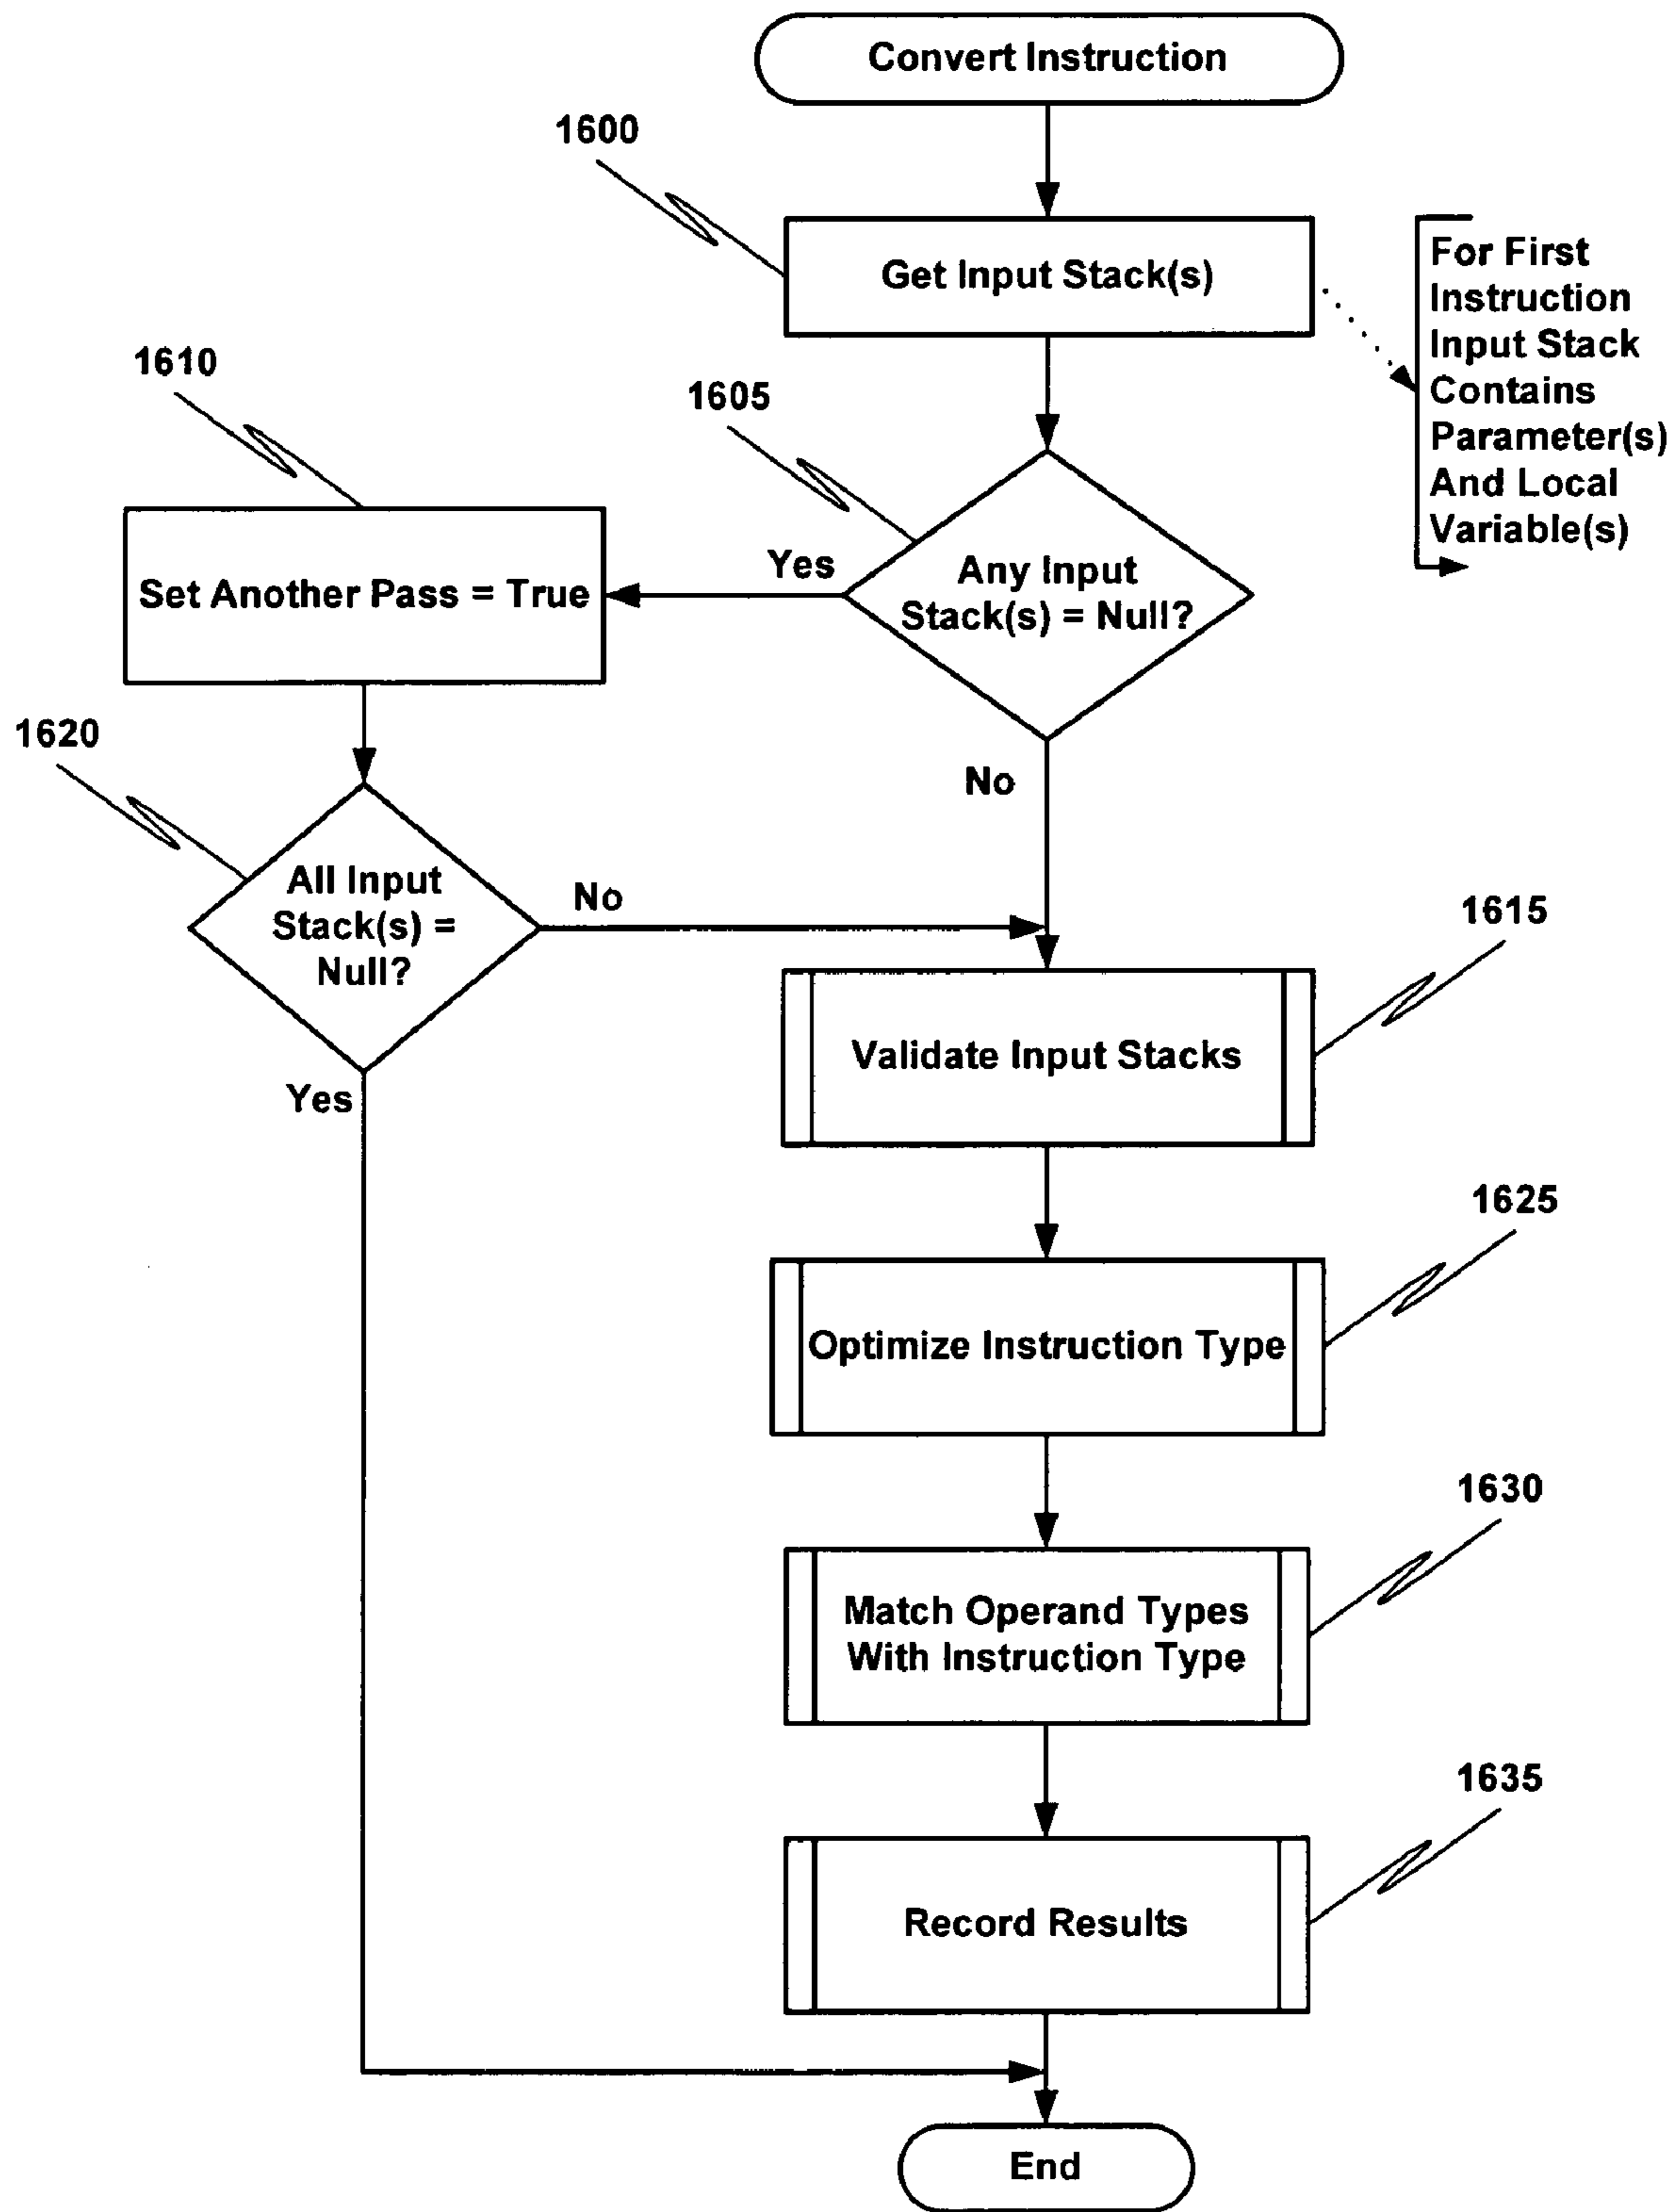 Convert Instruction
1600
Get Input Stack(s)
For First
Instruction
Input Stack
Contains
Parameter(s)
And Local
Variable(s)
1610
1605
Set Another Pass = True
Yes
Any Input
Stack(s) = Null?
1620
No
All Input
Stack(s) =
Null?
No
1615
Validate Input Stacks
Yes
1625
Optimize Instruction Type
1630
Match Operand Types
With Instruction Type
1635
Record Results
End